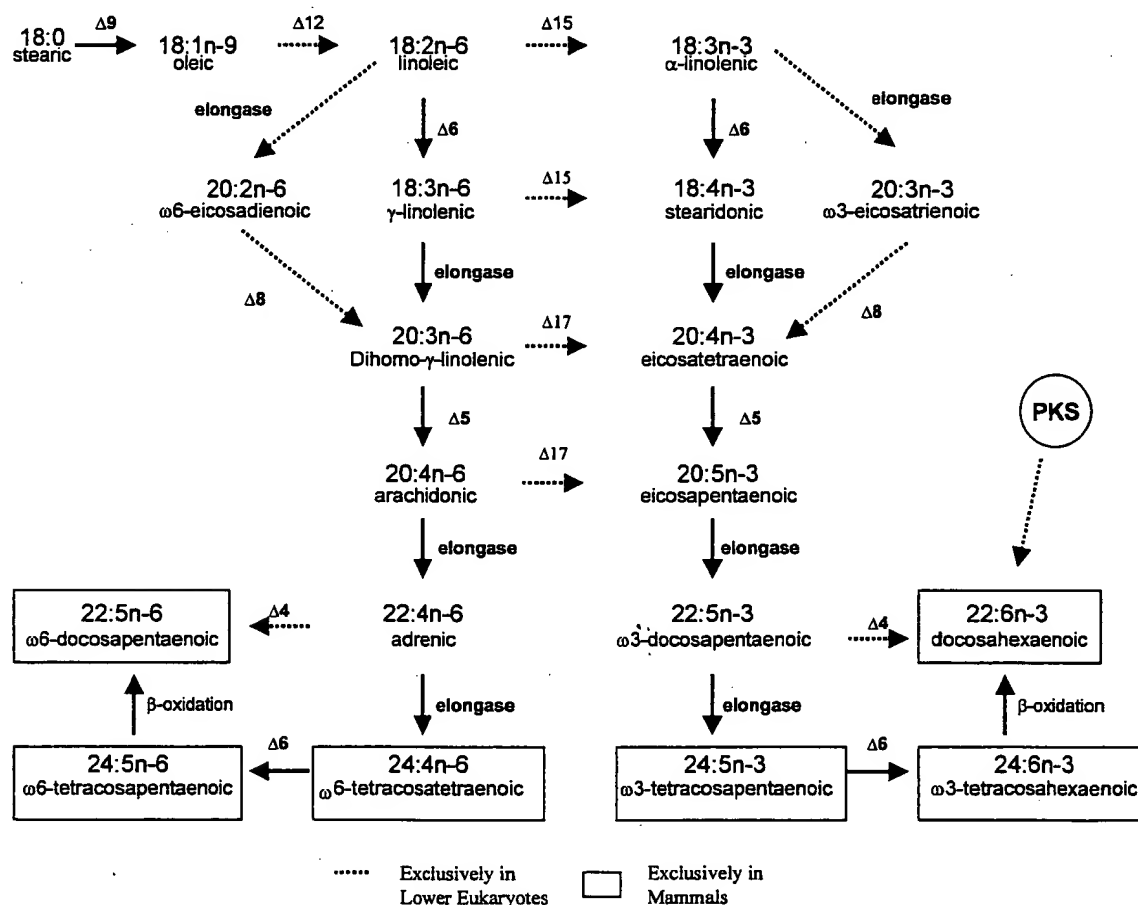 Δ9 Δ12 Δ15
18:0 18:1n-9 18:2n-6 18:3n-3
stearic oleic linoleic α-linolenic
elongase Δ6 Δ6 elongase
20:2n-6 18:3n-6 Δ15 18:4n-3 20:3n-3
ω6-eicosadienoic γ-linolenic stearidonic ω3-eicosatrienoic
elongase elongase
Δ8 Δ8
20:3n-6 Δ17 20:4n-3
Dihomo-γ-linolenic eicosatetraenoic
PKS
Δ5 Δ5
20:4n-6 Δ17 20:5n-3
arachidonic eicosapentaenoic
elongase elongase
22:5n-6 Δ4 22:4n-6 22:5n-3 Δ4 22:6n-3
ω6-docosapentaenoic adrenic ω3-docosapentaenoic docosahexaenoic
β-oxidation elongase elongase β-oxidation
24:5n-6 Δ6 24:4n-6 24:5n-3 Δ6 24:6n-3
ω6-tetracosapentaenoic ω6-tetracosatetraenoic ω3-tetracosapentaenoic ω3-tetracosahexaenoic
Exclusively in Exclusively in
Lower Eukaryotes Mammals